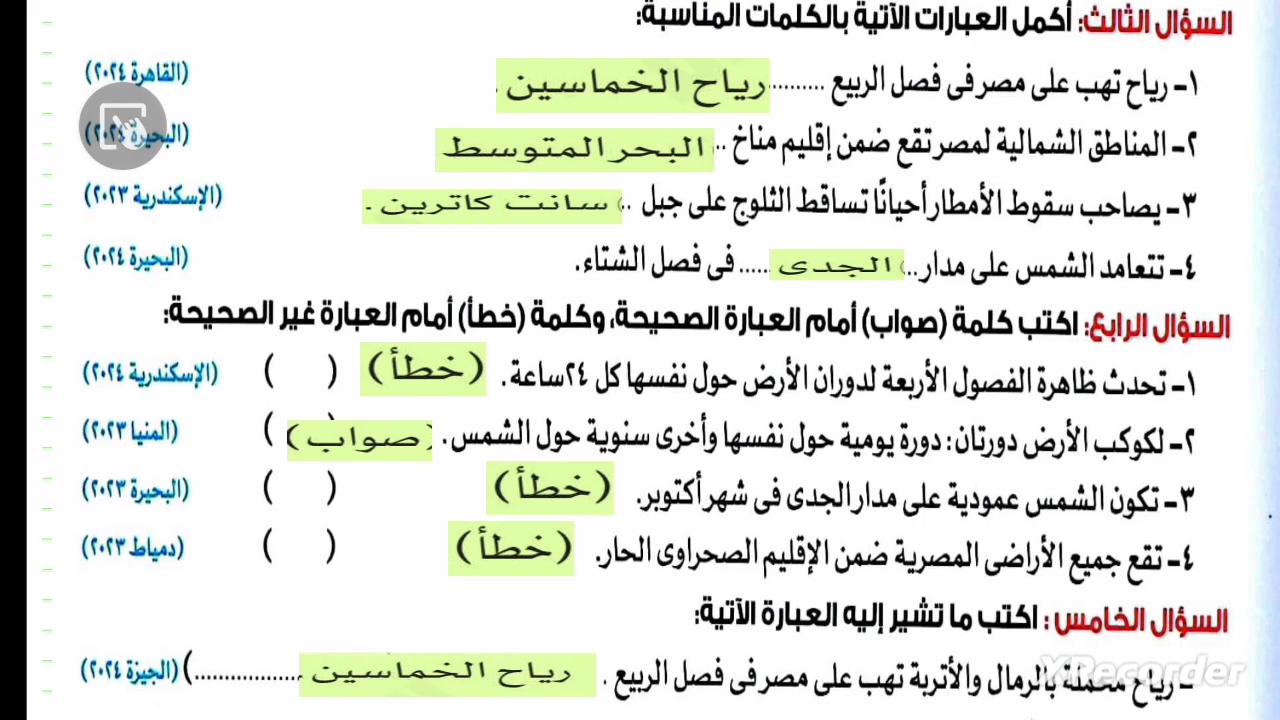 السؤال الثالث: أكمل العبارات الآتية بالكلمات المناسبة:
١- رياح تهب على مصر فى فصل الربيع .......... رياح الخماسين . (القاهرة ٢٠٢٤)
٢- المناطق الشمالية لمصر تقع ضمن إقليم مناخ .. البحر المتوسط (البحيرة ٢٠٢٤)
٣- يصاحب سقوط الأمطار أحيانًا تساقط الثلوج على جبل .. سانت كاترين . (الإسكندرية ٢٠٢٣)
٤- تتعامد الشمس على مدار .. الجدى ...... فى فصل الشتاء. (البحيرة ٢٠٢٤)
السؤال الرابع: اكتب كلمة (صواب) أمام العبارة الصحيحة، وكلمة (خطأ) أمام العبارة غير الصحيحة:
١- تحدث ظاهرة الفصول الأربعة لدوران الأرض حول نفسها كل ٢٤ ساعة. (خطأ) ( ) (الإسكندرية ٢٠٢٤)
٢- لكوكب الأرض دورتان: دورة يومية حول نفسها وأخرى سنوية حول الشمس. (صواب) ( (المنيا ٢٠٢٣)
٣- تكون الشمس عمودية على مدار الجدى فى شهر أكتوبر. (خطأ) ( ) (البحيرة ٢٠٢٣)
٤- تقع جميع الأراضى المصرية ضمن الإقليم الصحراوى الحار. (خطأ) ( ) (دمياط ٢٠٢٣)
السؤال الخامس: اكتب ما تشير إليه العبارة الآتية:
- رياح محملة بالرمال والأتربة تهب على مصر فى فصل الربيع . رياح الخماسين ..................) (الجيزة ٢٠٢٤)
XRecorder